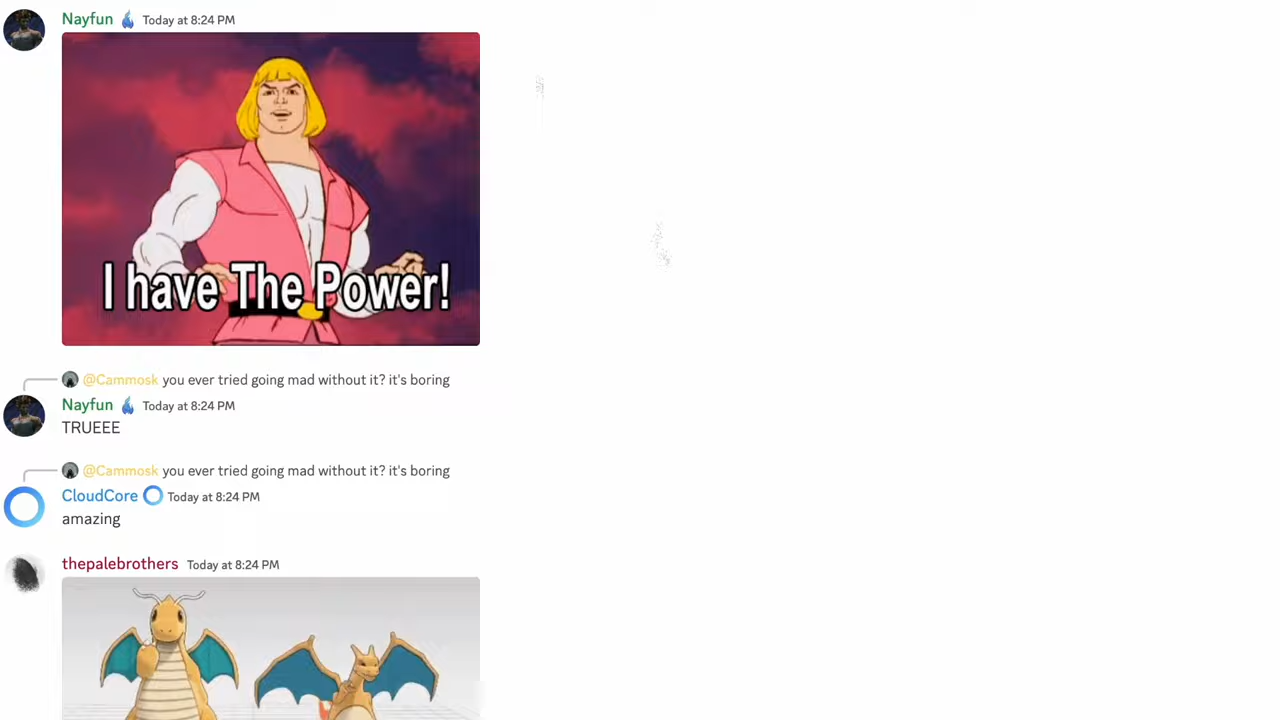 Nayfun Today at 8:24 PM
I have The Power!
@Cammosk you ever tried going mad without it? it's boring
Nayfun Today at 8:24 PM
TRUEEE
@Cammosk you ever tried going mad without it? it's boring
CloudCore Today at 8:24 PM
amazing
thepalebrothers Today at 8:24 PM